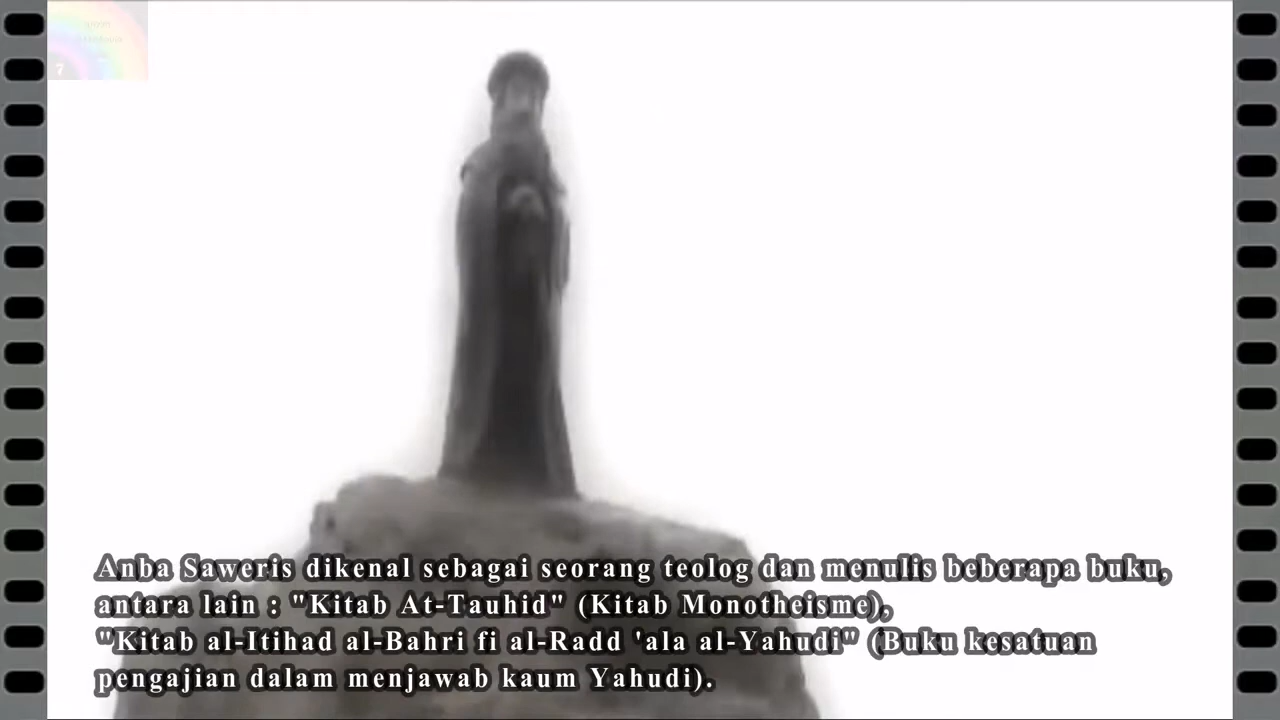 7
Anba Saweris dikenal sebagai seorang teolog dan menulis beberapa buku,
antara lain : "Kitab At-Tauhid" (Kitab Monotheisme),
"Kitab al-Itihad al-Bahri fi al-Radd 'ala al-Yahudi" (Buku kesatuan
pengajian dalam menjawab kaum Yahudi).